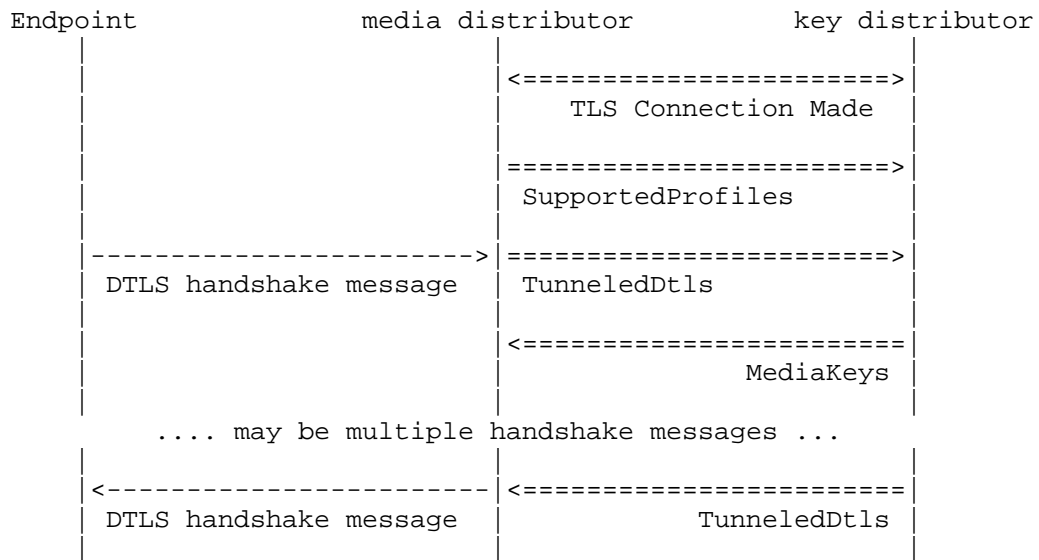 Endpoint media distributor key distributor
<=======================>
TLS Connection Made
========================>
SupportedProfiles
------------------------> ========================>
DTLS handshake message TunneledDtls
<========================
MediaKeys
.... may be multiple handshake messages ...
<------------------------ <========================
DTLS handshake message TunneledDtls